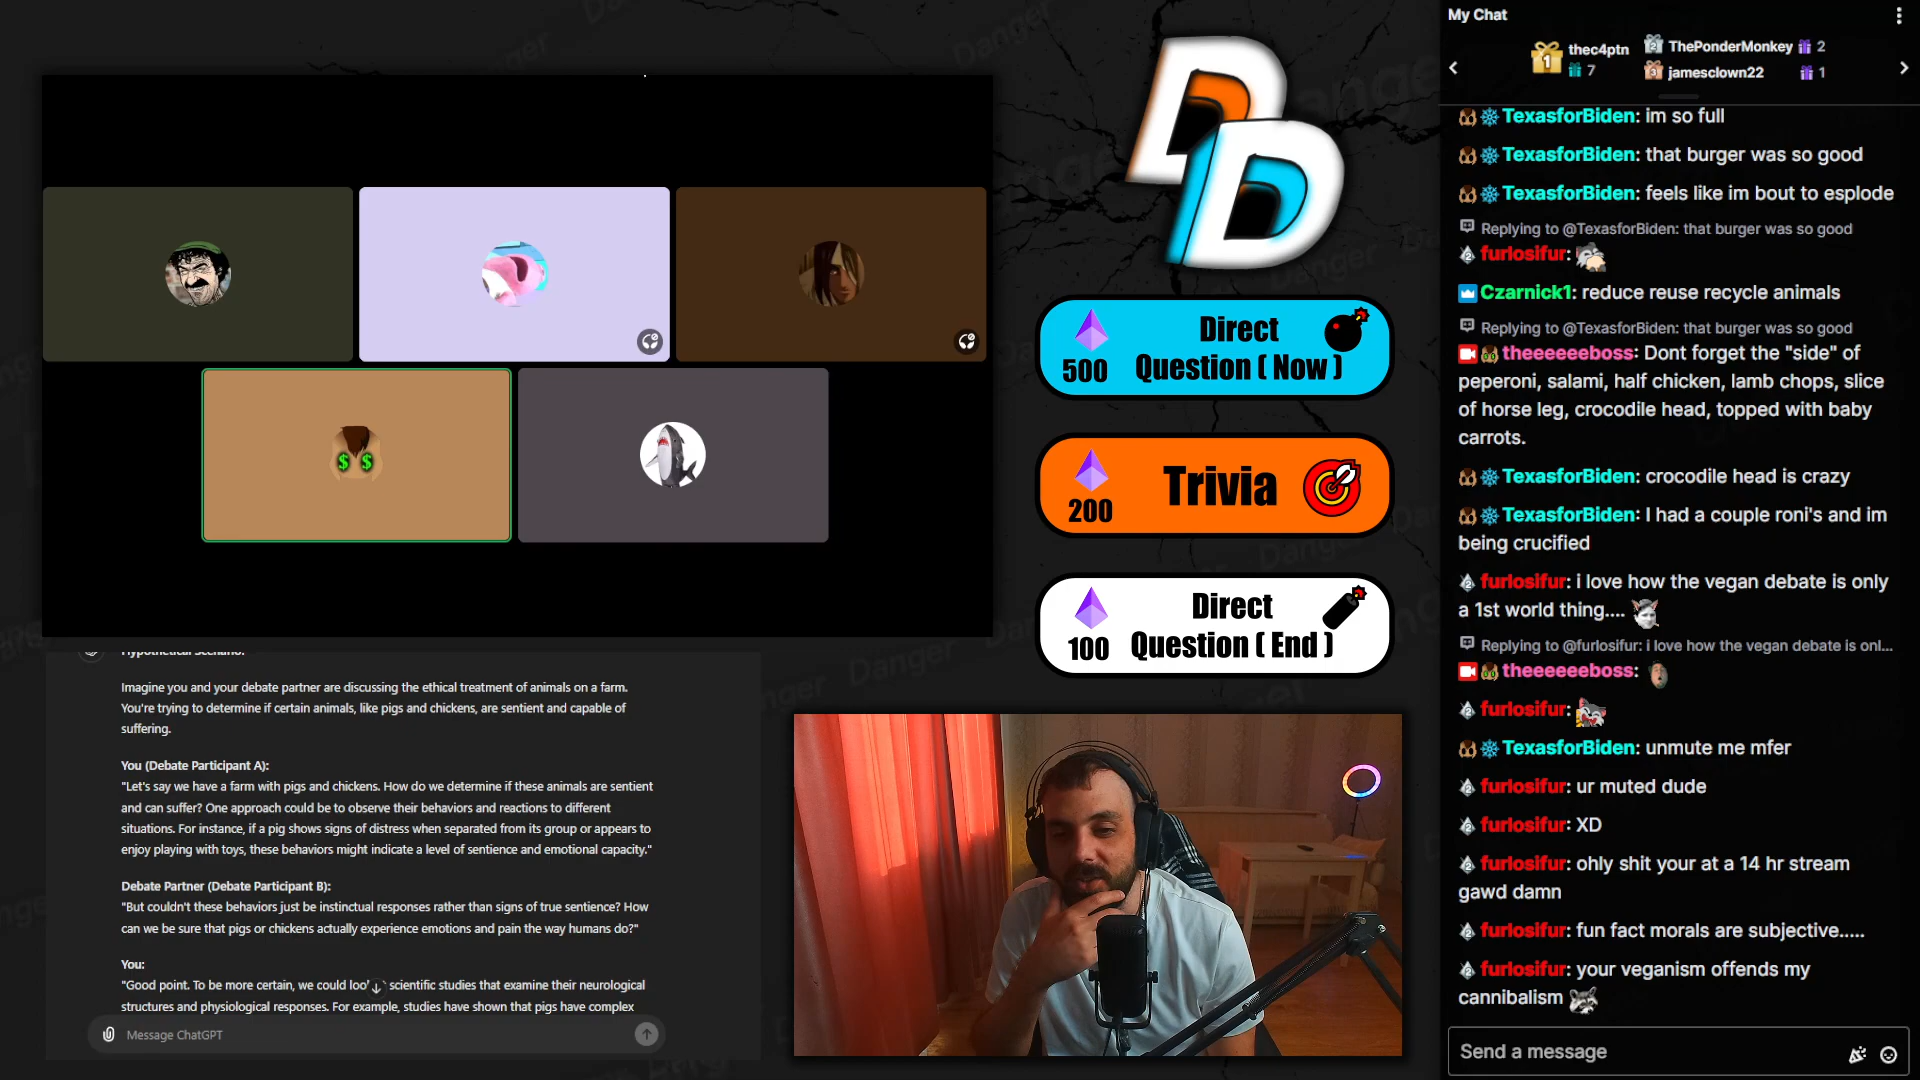 My Chat
1 thec4ptn
7
2 ThePonderMonkey 2
3 jamesclown22 1
TexasforBiden: im so full
TexasforBiden: that burger was so good
TexasforBiden: feels like im bout to esplode
Replying to @TexasforBiden: that burger was so good
furlosifur:
Czarnick1: reduce reuse recycle animals
Replying to @TexasforBiden: that burger was so good
theeeeeeboss: Dont forget the "side" of
peperoni, salami, half chicken, lamb chops, slice
of horse leg, crocodile head, topped with baby
carrots.
TexasforBiden: crocodile head is crazy
TexasforBiden: I had a couple roni's and im
being crucified
furlosifur: i love how the vegan debate is only
a 1st world thing....
Replying to @furlosifur: i love how the vegan debate is onl...
theeeeeeboss:
furlosifur:
TexasforBiden: unmute me mfer
furlosifur: ur muted dude
furlosifur: XD
furlosifur: ohly shit your at a 14 hr stream
gawd damn
furlosifur: fun fact morals are subjective.....
furlosifur: your veganism offends my
cannibalism
Send a message
DD
500
Direct
Question ( Now )
200
Trivia
100
Direct
Question ( End )
$ $
Hypothetical Scenario:
Imagine you and your debate partner are discussing the ethical treatment of animals on a farm.
You're trying to determine if certain animals, like pigs and chickens, are sentient and capable of
suffering.
You (Debate Participant A):
"Let's say we have a farm with pigs and chickens. How do we determine if these animals are sentient
and can suffer? One approach could be to observe their behaviors and reactions to different
situations. For instance, if a pig shows signs of distress when separated from its group or appears to
enjoy playing with toys, these behaviors might indicate a level of sentience and emotional capacity."
Debate Partner (Debate Participant B):
"But couldn't these behaviors just be instinctual responses rather than signs of true sentience? How
can we be sure that pigs or chickens actually experience emotions and pain the way humans do?"
You:
"Good point. To be more certain, we could scientific studies that examine their neurological
structures and physiological responses. For example, studies have shown that pigs have complex
Message ChatGPT